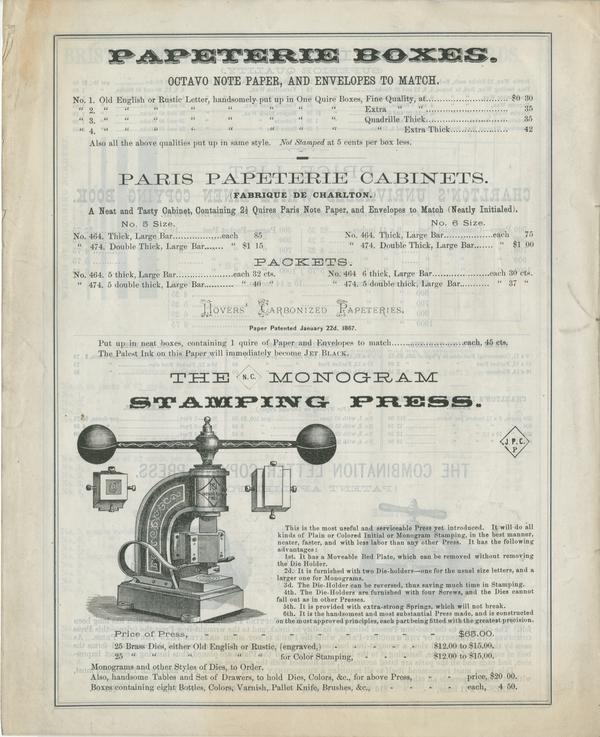 PAPETERIE BOXES.
OCTAVO NOTE PAPER, AND ENVELOPES TO MATCH.
No. 1. Old English or Rustic Letter, handsomely put up in One Quire Boxes, Fine Quality, at............ $0 30
" 2. " " " " " " " " Extra " " ............ 35
" 3. " " " " " " " " Quadrille Thick............ 35
" 4. " " " " " " " " " Extra Thick............ 42
Also all the above qualities put up in same style. Not Stamped at 5 cents per box less.
PARIS PAPETERIE CABINETS.
(FABRIQUE DE CHARLTON.)
A Neat and Tasty Cabinet, Containing 2½ Quires Paris Note Paper, and Envelopes to Match (Neatly Initialed).
No. 5 Size. No. 6 Size.
No. 464. Thick, Large Bar............each 85 No. 464. Thick, Large Bar............each 75
" 474. Double Thick, Large Bar....... " $1 15 " 474. Double Thick, Large Bar....... " $1 00
PACKETS.
No. 464. 5 thick, Large Bar............each 32 cts. No. 464 6 thick, Large Bar............each 30 cts.
" 474. 5 double thick, Large Bar......... " 40 " " 474. 5 double thick, Large Bar......... " 37 "
HOVERS' CARBONIZED PAPETERIES.
Paper Patented January 22d, 1867.
Put up in neat boxes, containing 1 quire of Paper and Envelopes to match............each, 45 cts.
The Palest Ink on this Paper will immediately become JET BLACK.
THE N.C. MONOGRAM
STAMPING PRESS.
J.P.C.
P
This is the most useful and serviceable Press yet introduced. It will do all
kinds of Plain or Colored Initial or Monogram Stamping, in the best manner,
neater, faster, and with less labor than any other Press. It has the following
advantages:
1st. It has a Moveable Bed Plate, which can be removed without removing
the Die Holder.
2d. It is furnished with two Die-holders—one for the usual size letters, and a
larger one for Monograms.
3d. The Die-Holder can be reversed, thus saving much time in Stamping.
4th. The Die-Holders are furnished with four Screws, and the Dies cannot
fall out as in other Presses.
5th. It is provided with extra-strong Springs, which will not break.
6th. It is the handsomest and most substantial Press made, and is constructed
on the most approved principles, each part being fitted with the greatest precision.
Price of Press, - - - - - - - - $65.00.
25 Brass Dies, either Old English or Rustic, (engraved,) - - - - $12.00 to $15.00.
25 " " " " " for Color Stamping, - - - - $12.00 to $15.00.
Monograms and other Styles of Dies, to Order.
Also, handsome Tables and Set of Drawers, to hold Dies, Colors, &c., for above Press, - - price, $20 00.
Boxes containing eight Bottles, Colors, Varnish, Pallet Knife, Brushes, &c., - - - each, 4 50.